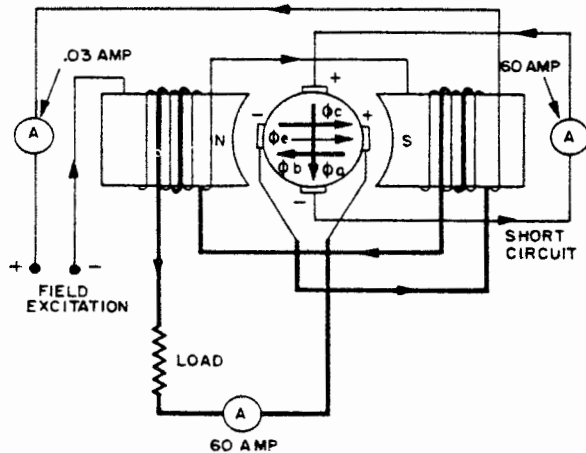 .03 AMP
60 AMP
A
A
N
S
+
-
+
-
Φc
Φe
Φb
Φa
+
-
FIELD
EXCITATION
SHORT
CIRCUIT
LOAD
A
60 AMP